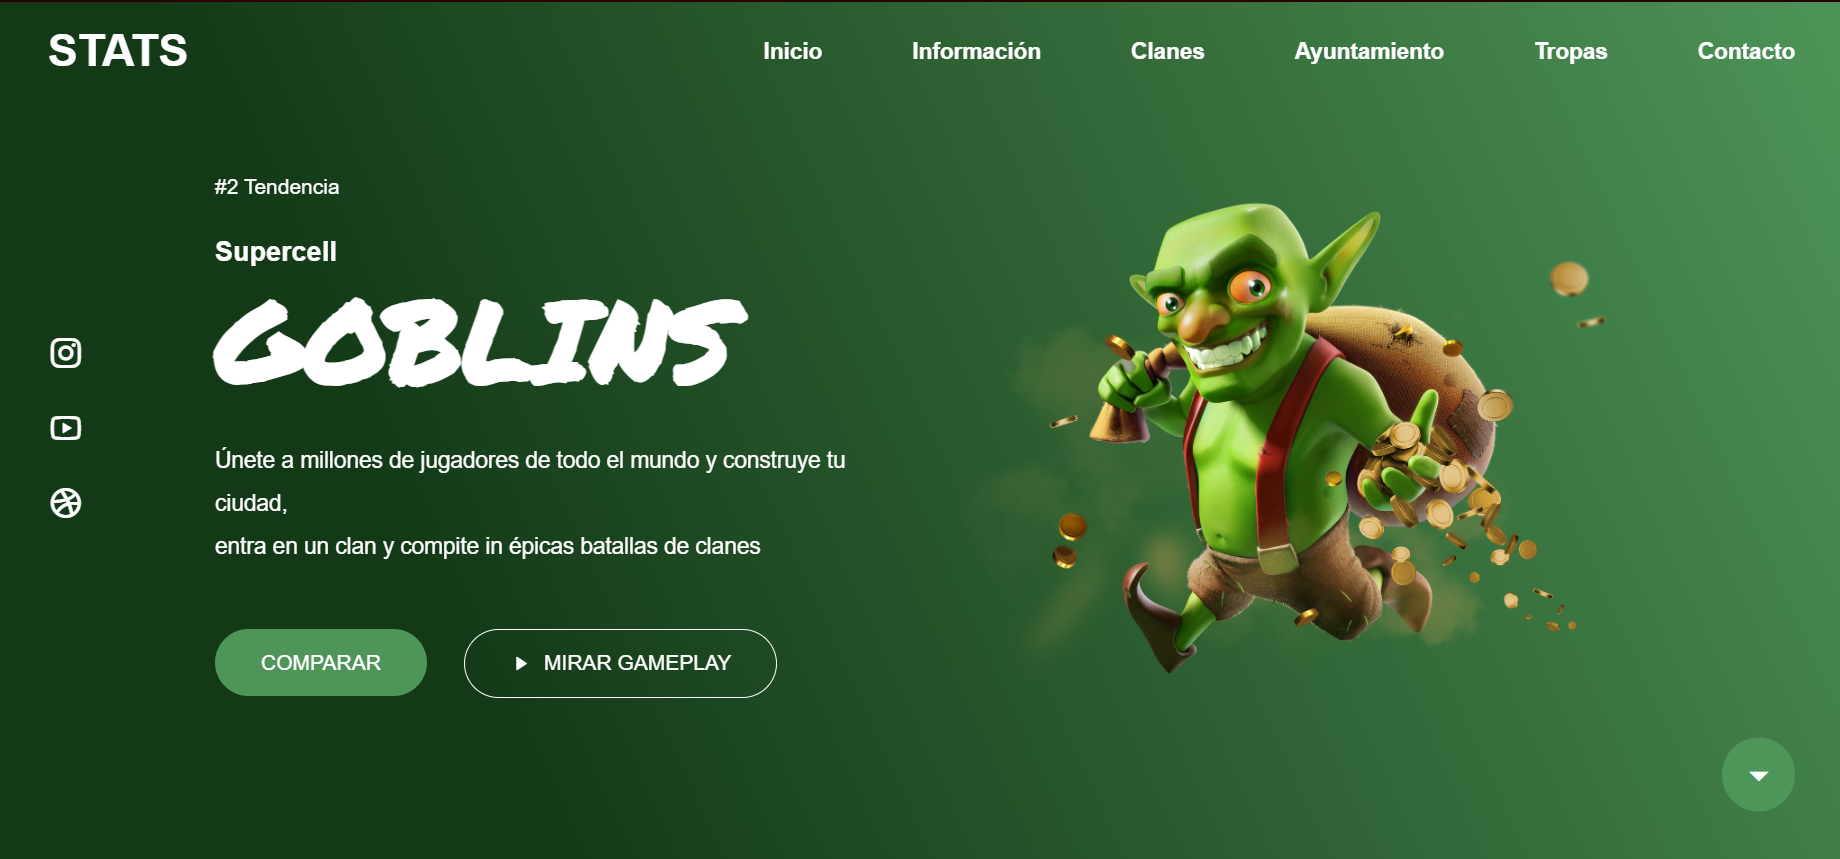 STATS
Inicio
Información
Clanes
Ayuntamiento
Tropas
Contacto
#2 Tendencia
Supercell
GOBLINS
Únete a millones de jugadores de todo el mundo y construye tu
ciudad,
entra en un clan y compite in épicas batallas de clanes
COMPARAR
MIRAR GAMEPLAY